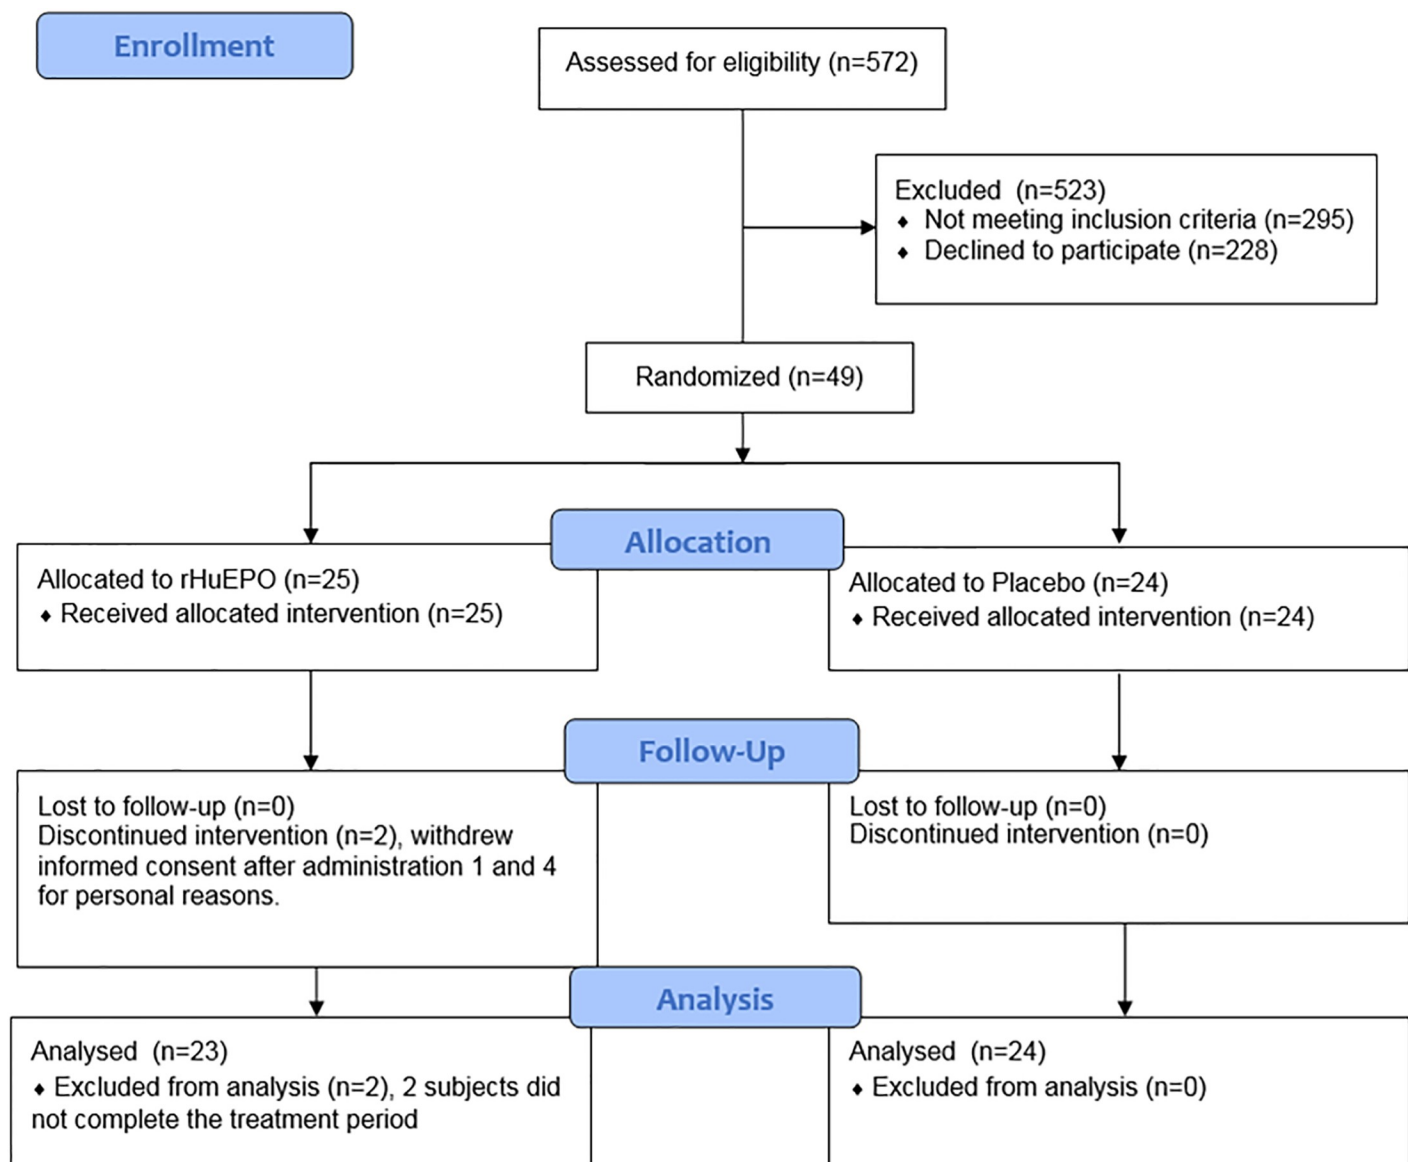 Enrollment
Assessed for eligibility (n=572)
Excluded  (n=523)
♦ Not meeting inclusion criteria (n=295)
♦ Declined to participate (n=228)
Randomized (n=49)
Allocation
Allocated to rHuEPO (n=25)
♦ Received allocated intervention (n=25)
Allocated to Placebo (n=24)
♦ Received allocated intervention (n=24)
Follow-Up
Lost to follow-up (n=0)
Discontinued intervention (n=2), withdrew
informed consent after administration 1 and 4
for personal reasons.
Lost to follow-up (n=0)
Discontinued intervention (n=0)
Analysis
Analysed  (n=23)
♦ Excluded from analysis (n=2), 2 subjects did
not complete the treatment period
Analysed  (n=24)
♦ Excluded from analysis (n=0)